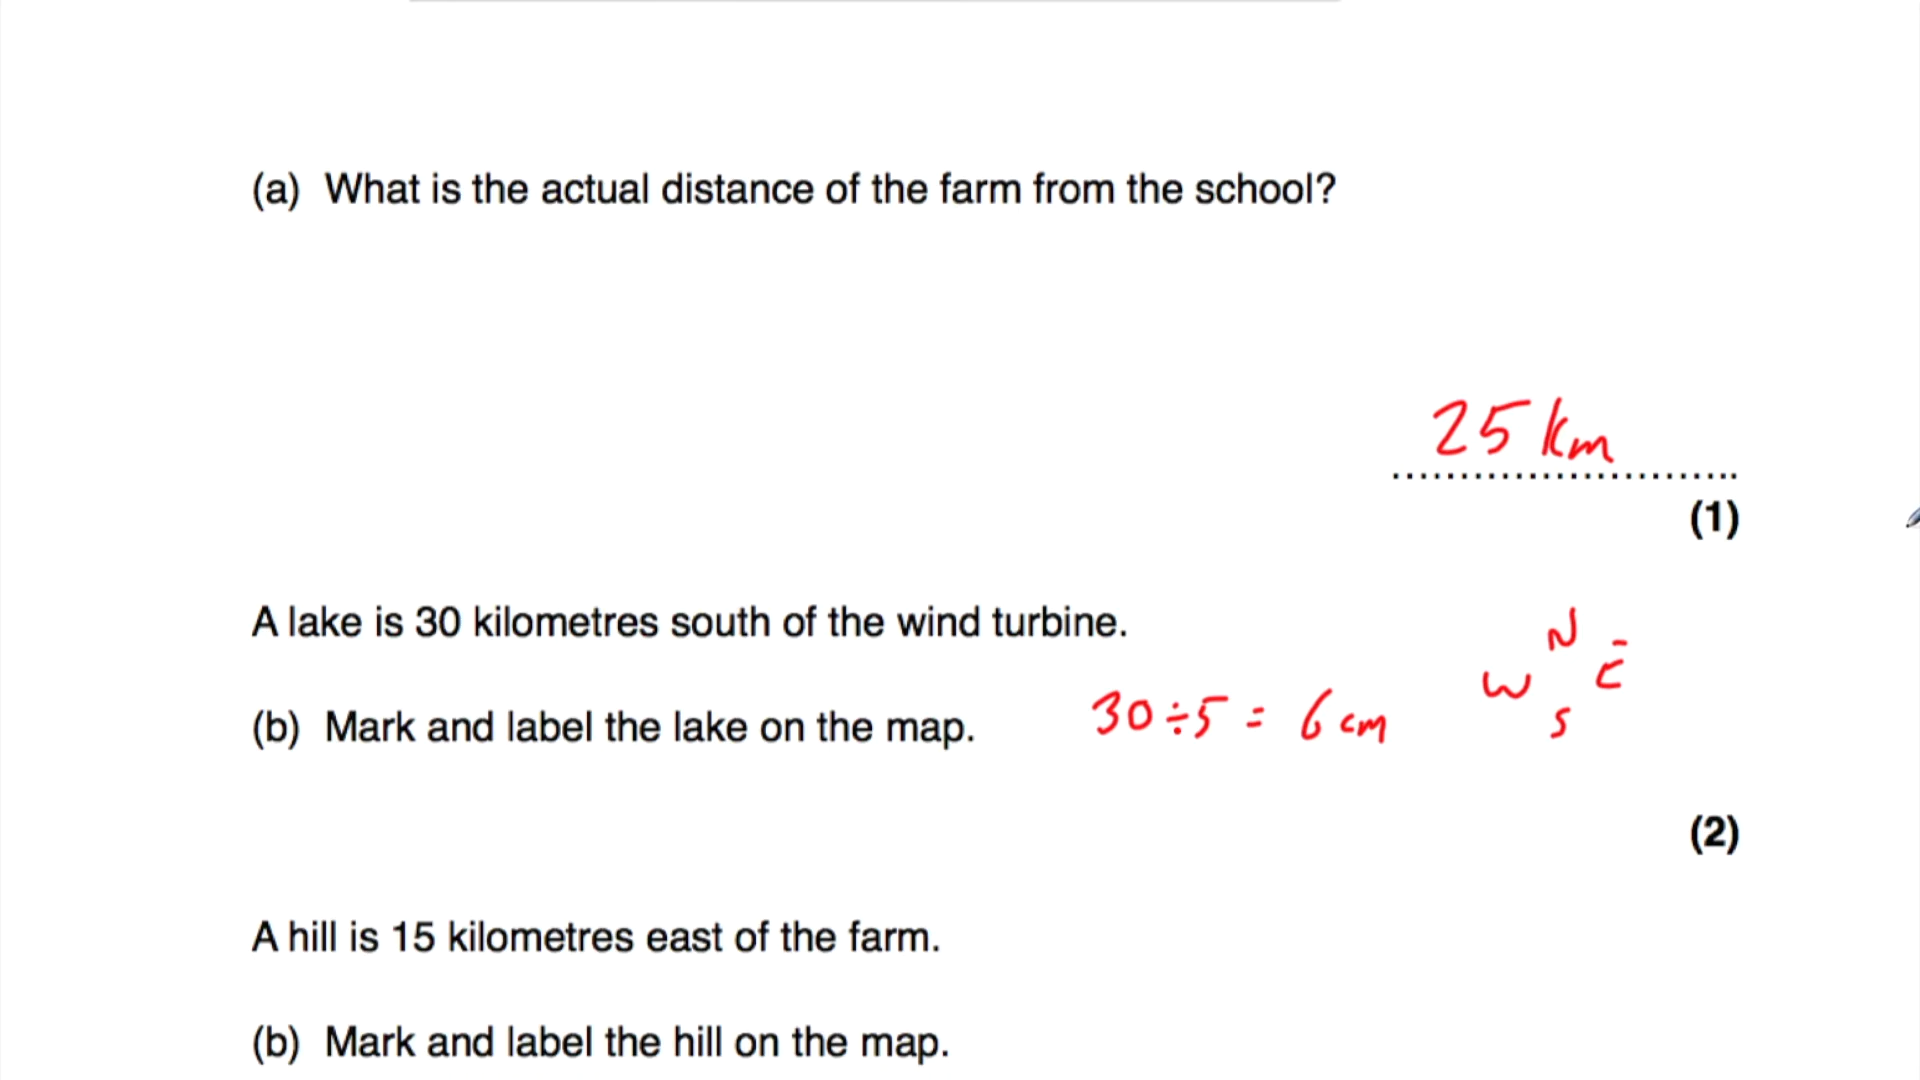 (a) What is the actual distance of the farm from the school?
25 km
(1)
A lake is 30 kilometres south of the wind turbine.
N
W E
S
(b) Mark and label the lake on the map. 30÷5 = 6 cm
(2)
A hill is 15 kilometres east of the farm.
(b) Mark and label the hill on the map.